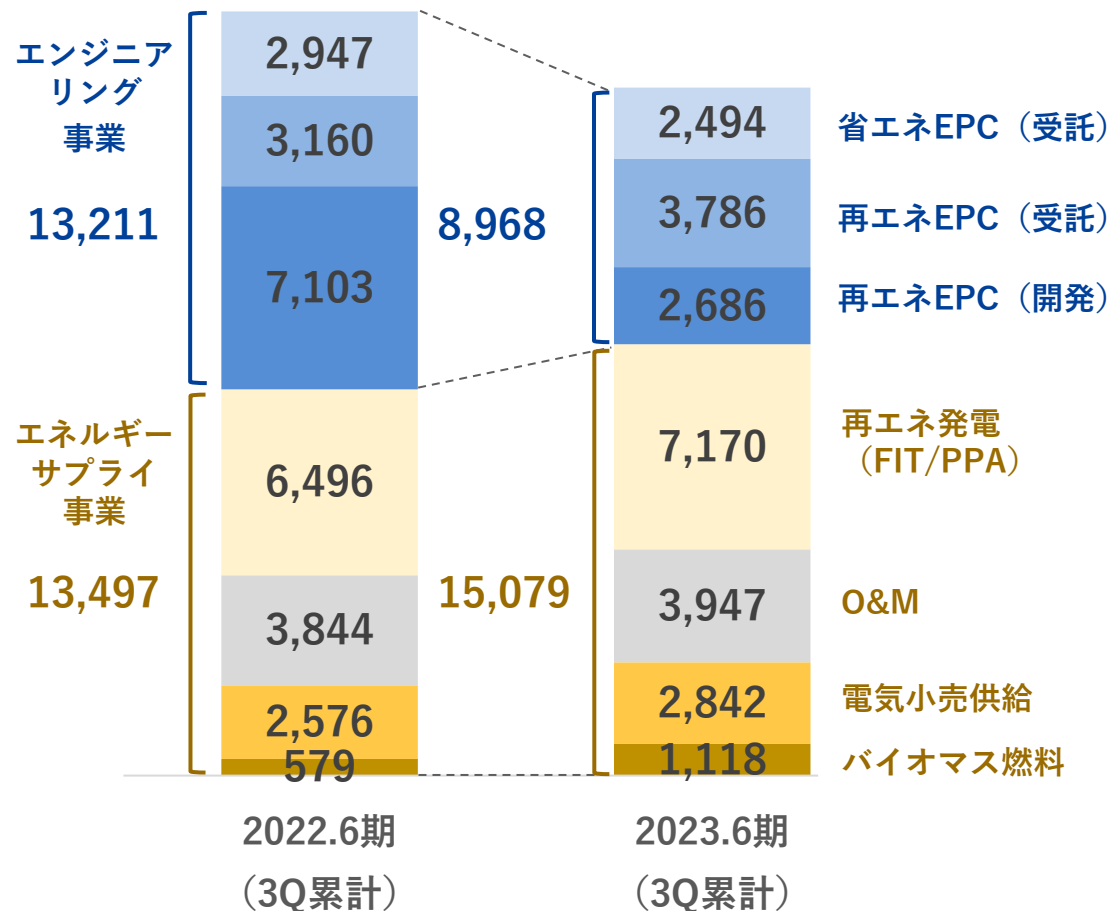 エンジニア
リング
事業
13,211
エネルギー
サプライ
事業
13,497
2,947
3,160
7,103
6,496
3,844
2,576
579
8,968
15,079
2,494
3,786
2,686
7,170
3,947
2,842
1,118
省エネEPC（受託）
再エネEPC（受託）
再エネEPC（開発）
再エネ発電
（FIT/PPA）
O&M
電気小売供給
バイオマス燃料
2022.6期
（3Q累計）
2023.6期
（3Q累計）